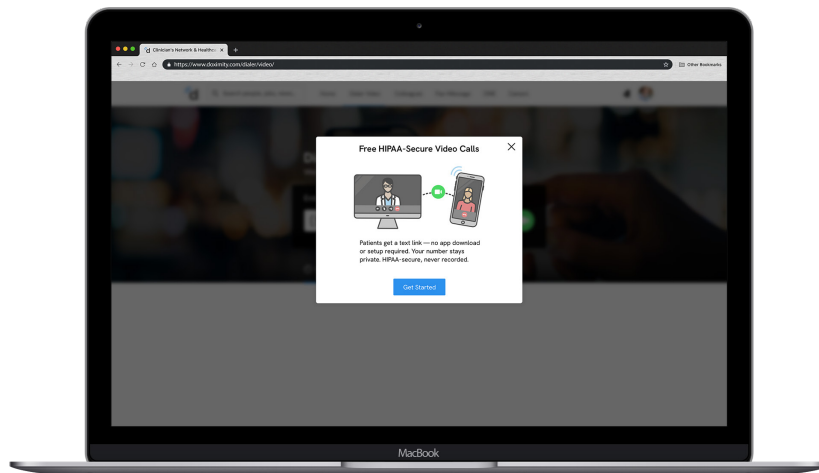 Clinician's Network & Healthc
https://www.doximity.com/dialer/video/
Other Bookmarks
Free HIPAA-Secure Video Calls
Patients get a text link — no app download
or setup required. Your number stays
private. HIPAA-secure, never recorded.
Get Started
MacBook